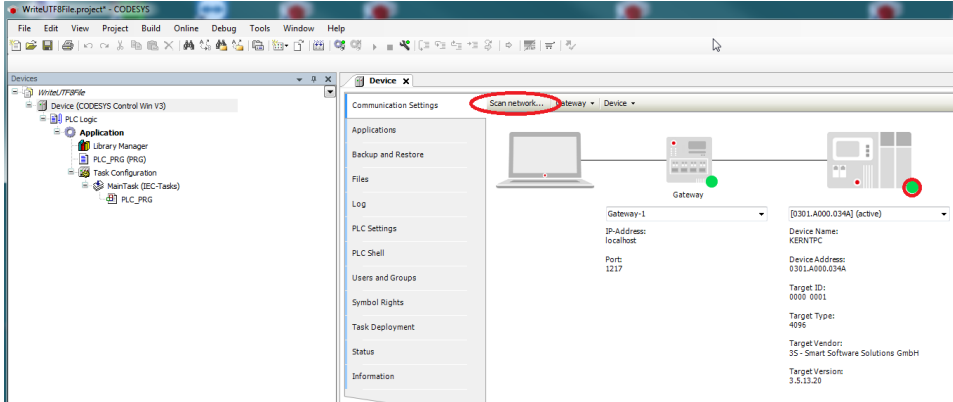 WriteUTF8File.project* - CODESYS
File Edit View Project Build Online Debug Tools Window Help
Devices
WriteUTF8File
Device (CODESYS Control Win V3)
PLC Logic
Application
Library Manager
PLC_PRG (PRG)
Task Configuration
MainTask (IEC-Tasks)
PLC_PRG
Device
Communication Settings
Applications
Backup and Restore
Files
Log
PLC Settings
PLC Shell
Users and Groups
Symbol Rights
Task Deployment
Status
Information
Scan network... Gateway Device
Gateway
Gateway-1
IP-Address:
localhost
Port:
1217
[0301.A000.034A] (active)
Device Name:
KERNTPC
Device Address:
0301.A000.034A
Target ID:
0000 0001
Target Type:
4096
Target Vendor:
3S - Smart Software Solutions GmbH
Target Version:
3.5.13.20